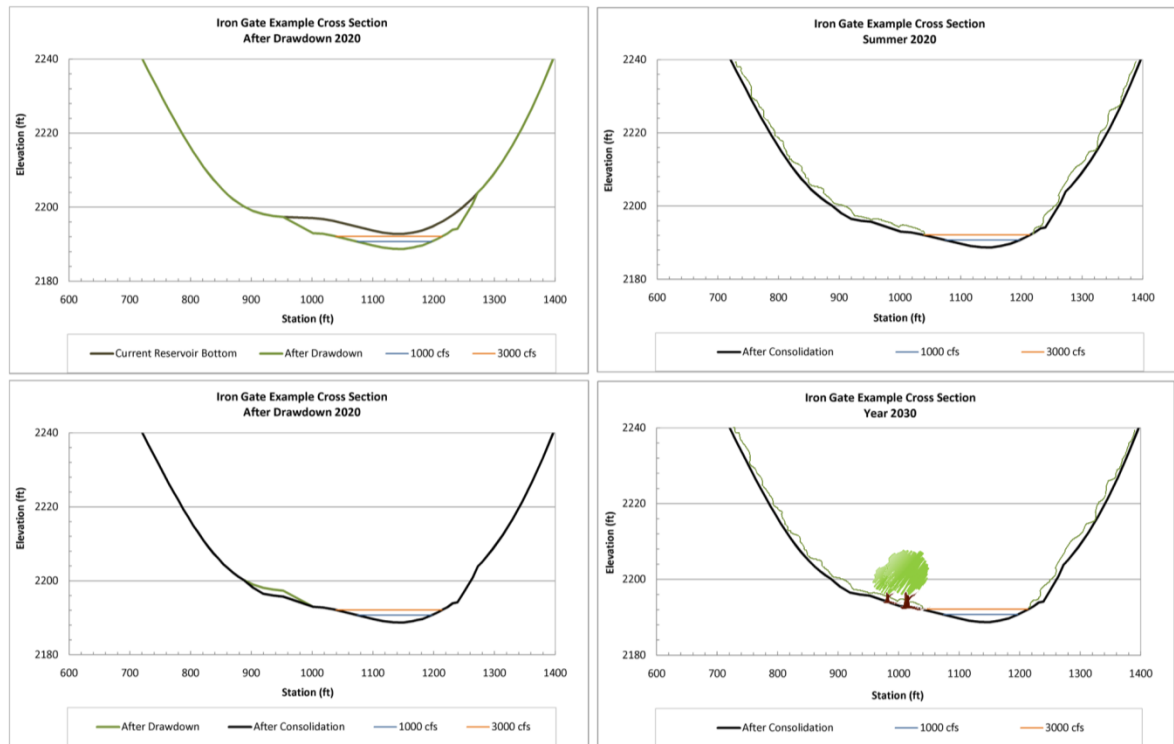 Iron Gate Example Cross Section
After Drawdown 2020
Elevation (ft)
2240
2220
2200
2180
600 700 800 900 1000 1100 1200 1300 1400
Station (ft)
Current Reservoir Bottom After Drawdown 1000 cfs 3000 cfs
Iron Gate Example Cross Section
Summer 2020
Elevation (ft)
2240
2220
2200
2180
600 700 800 900 1000 1100 1200 1300 1400
Station (ft)
After Consolidation 1000 cfs 3000 cfs
Iron Gate Example Cross Section
After Drawdown 2020
Elevation (ft)
2240
2220
2200
2180
600 700 800 900 1000 1100 1200 1300 1400
Station (ft)
After Drawdown After Consolidation 1000 cfs 3000 cfs
Iron Gate Example Cross Section
Year 2030
Elevation (ft)
2240
2220
2200
2180
600 700 800 900 1000 1100 1200 1300 1400
Station (ft)
After Consolidation 1000 cfs 3000 cfs